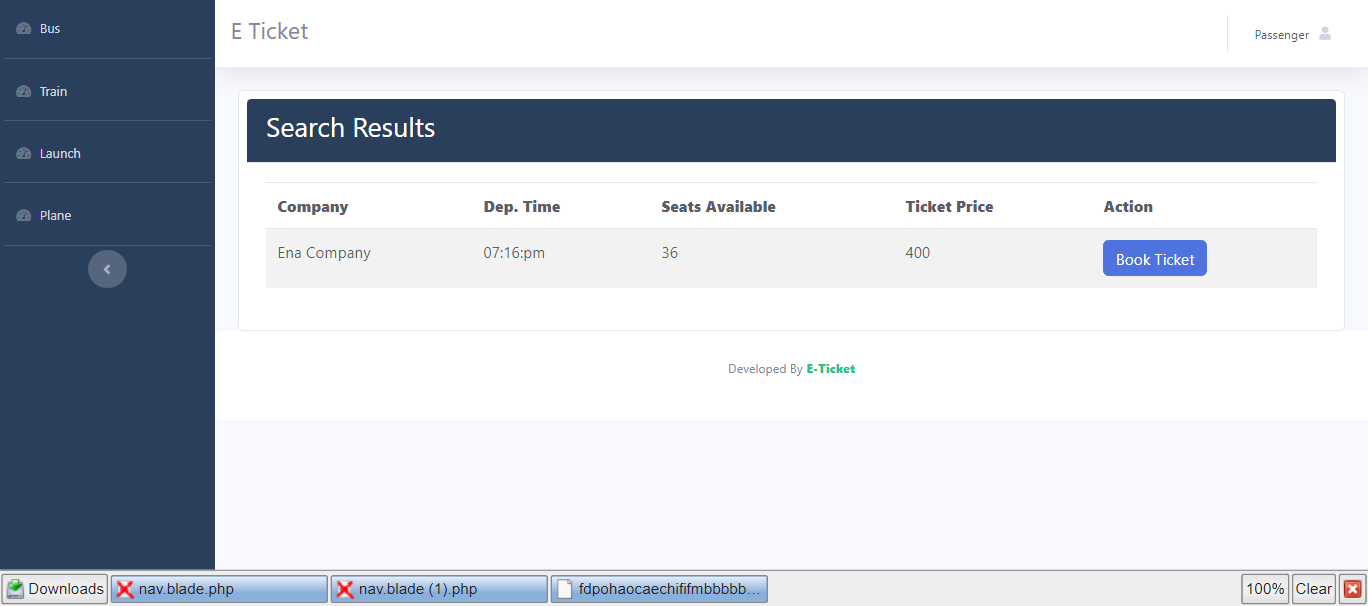 Bus
Train
Launch
Plane
E Ticket
Passenger
Search Results
Company Dep. Time Seats Available Ticket Price Action
Ena Company 07:16:pm 36 400 Book Ticket
Developed By E-Ticket
Downloads nav.blade.php nav.blade (1).php fdpohaocaechififmbbbbb... 100% Clear